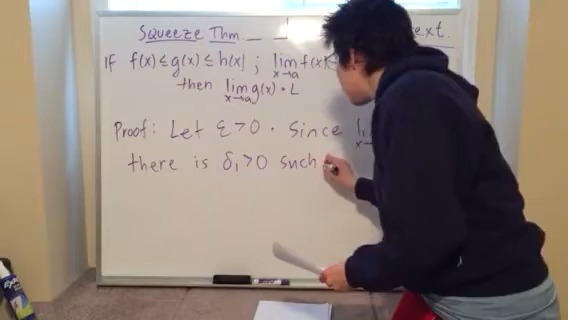 Squeeze Thm. ext.
If f(x) ≤ g(x) ≤ h(x) ; lim x→a f(x)
then lim x→a g(x) = L
Proof: Let ε > 0 . Since
there is δ₁ > 0 such